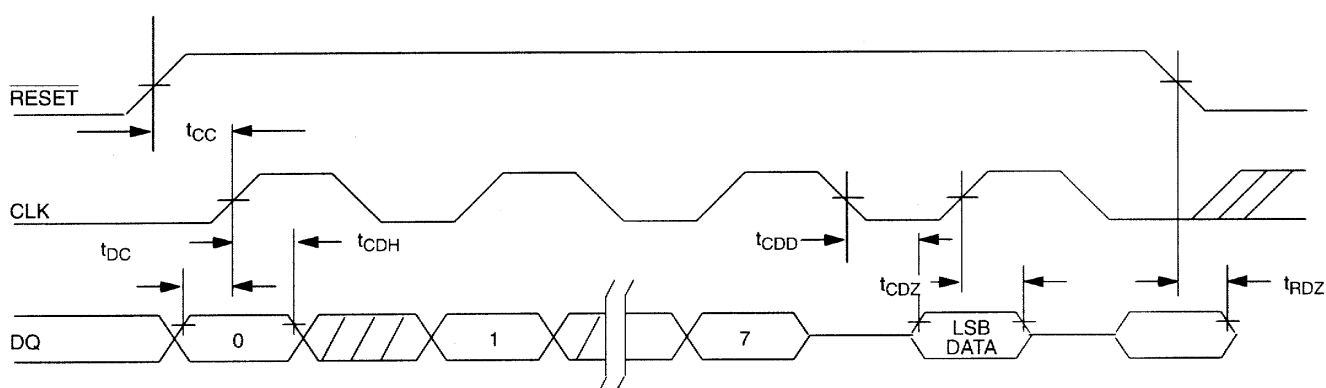 RESET
tCC
CLK
tDC
tCDH
tCDD
tCDZ
tRDZ
DQ
0
1
7
LSB
DATA